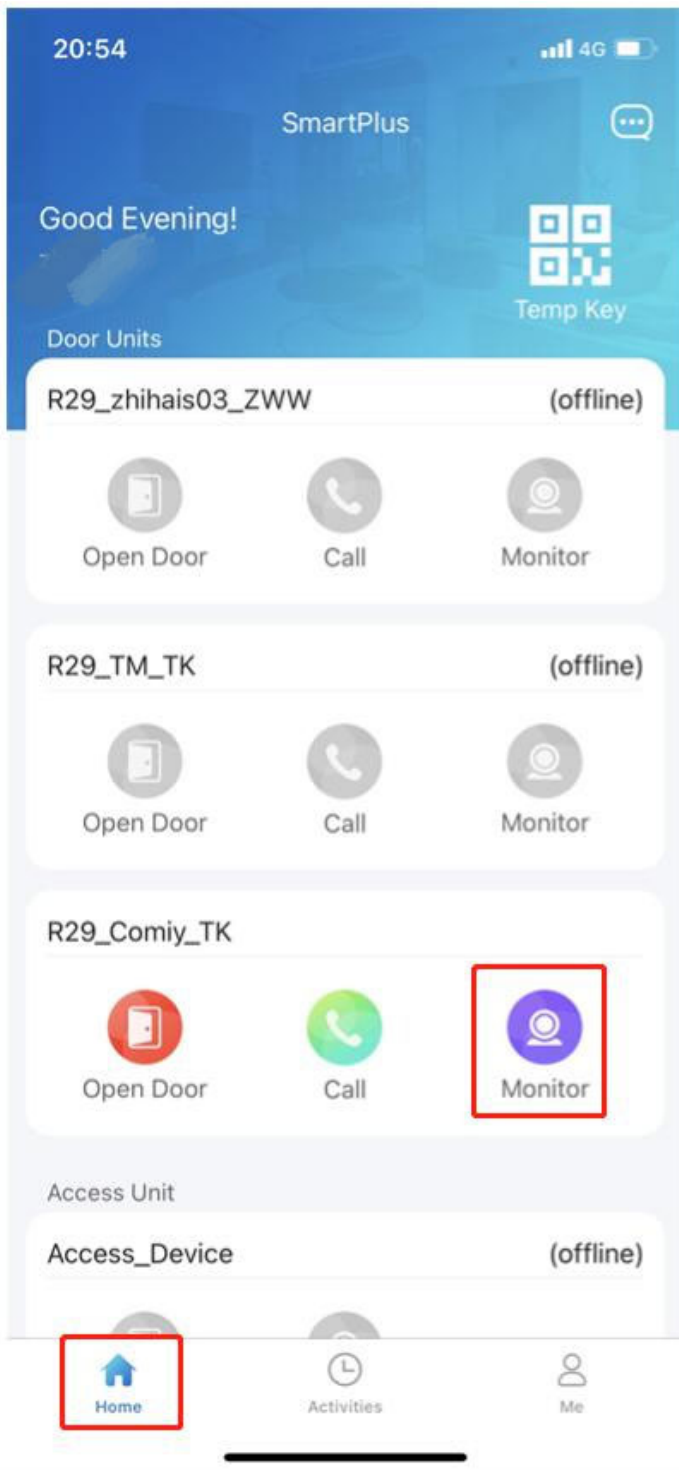 20:54 4G
SmartPlus
Good Evening!
Temp Key
Door Units
R29_zhihais03_ZWW (offline)
Open Door Call Monitor
R29_TM_TK (offline)
Open Door Call Monitor
R29_Comiy_TK
Open Door Call Monitor
Access Unit
Access_Device (offline)
Home Activities Me